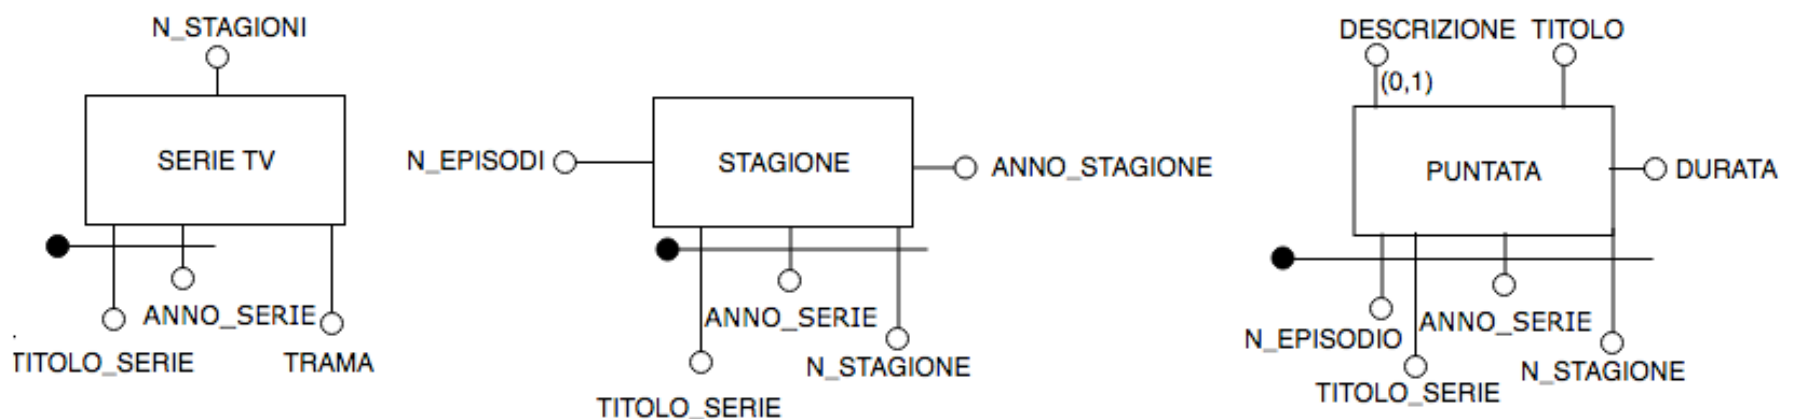 N_STAGIONI
SERIE TV
ANNO_SERIE
TITOLO_SERIE
TRAMA
N_EPISODI
STAGIONE
ANNO_STAGIONE
ANNO_SERIE
N_STAGIONE
TITOLO_SERIE
DESCRIZIONE
TITOLO
(0,1)
PUNTATA
DURATA
ANNO_SERIE
N_EPISODIO
N_STAGIONE
TITOLO_SERIE